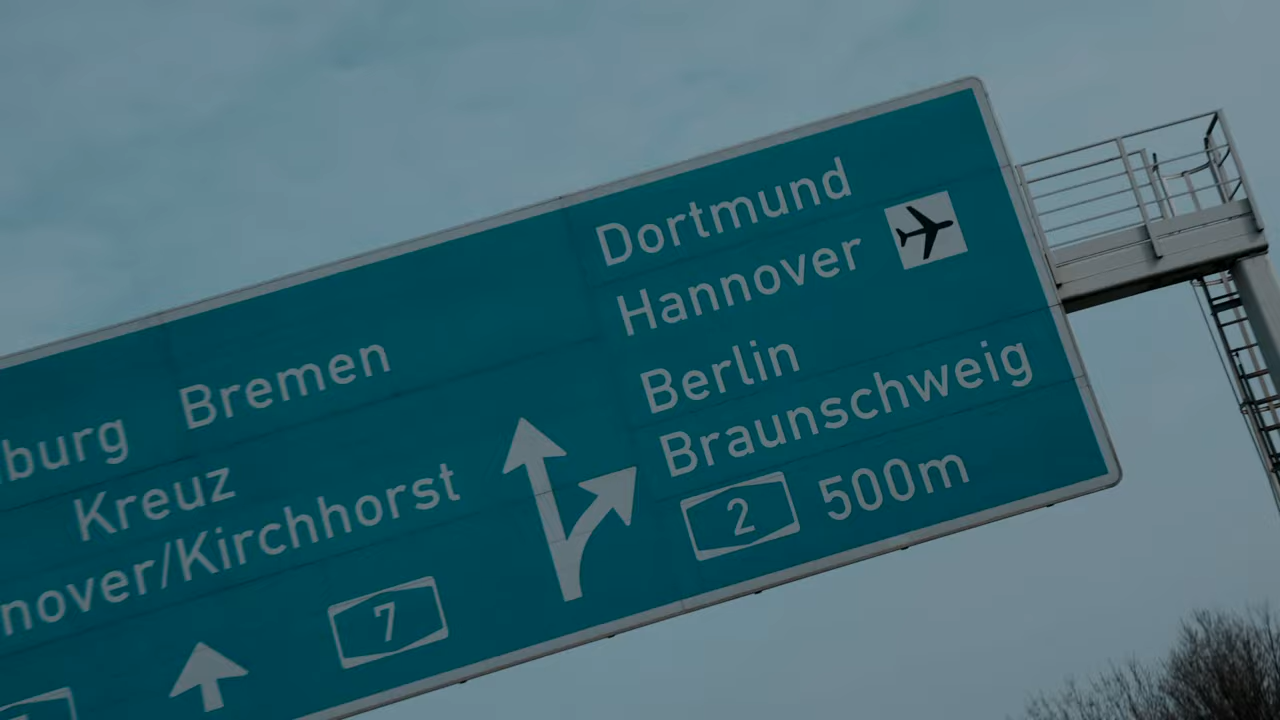 burg Bremen
Kreuz
nover/Kirchhorst
7
Dortmund
Hannover
Berlin
Braunschweig
2 500m